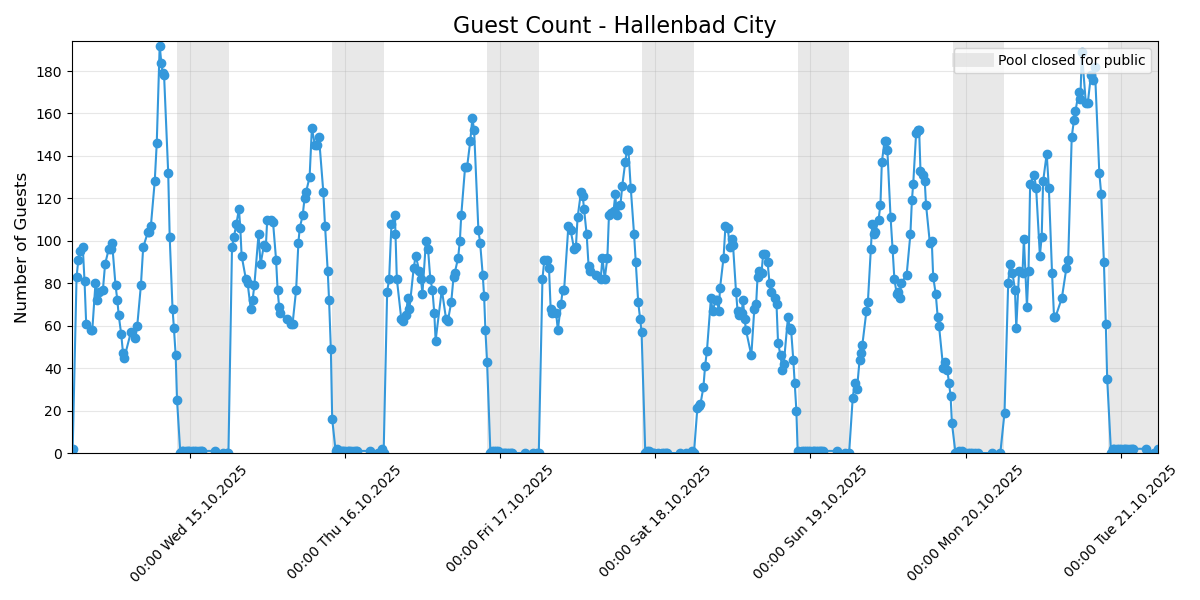 Guest Count - Hallenbad City
Pool closed for public
Number of Guests
180
160
140
120
100
80
60
40
20
0
00:00 Wed 15.10.2025
00:00 Thu 16.10.2025
00:00 Fri 17.10.2025
00:00 Sat 18.10.2025
00:00 Sun 19.10.2025
00:00 Mon 20.10.2025
00:00 Tue 21.10.2025